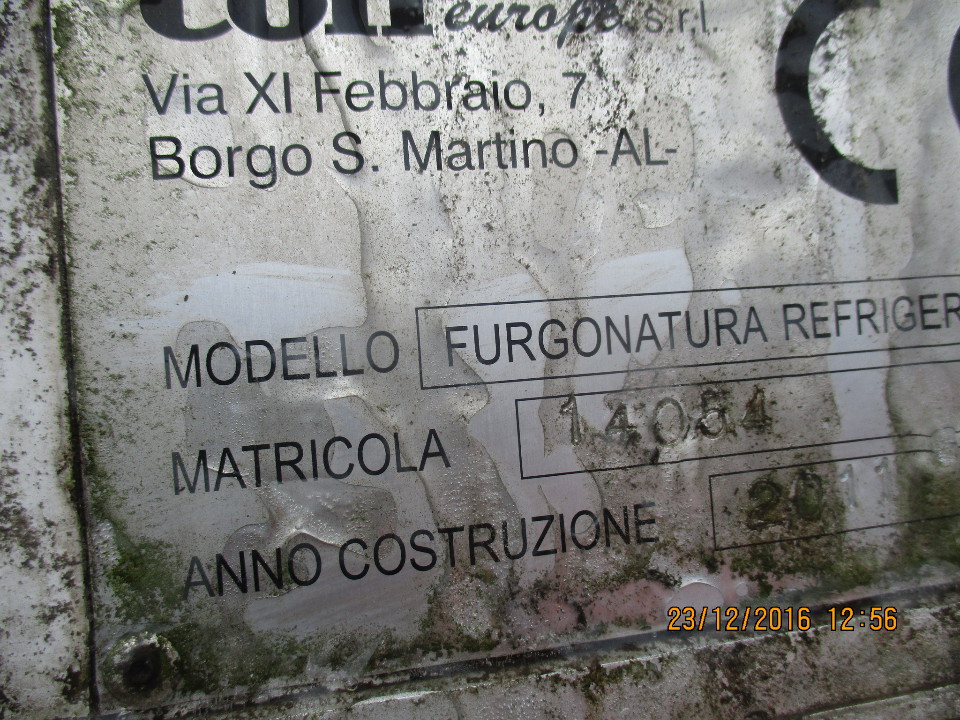 europe s.r.l.
Via XI Febbraio, 7
Borgo S. Martino -AL-
MODELLO FURGONATURA REFRIGER
MATRICOLA 14054
ANNO COSTRUZIONE 2011
23/12/2016 12:56